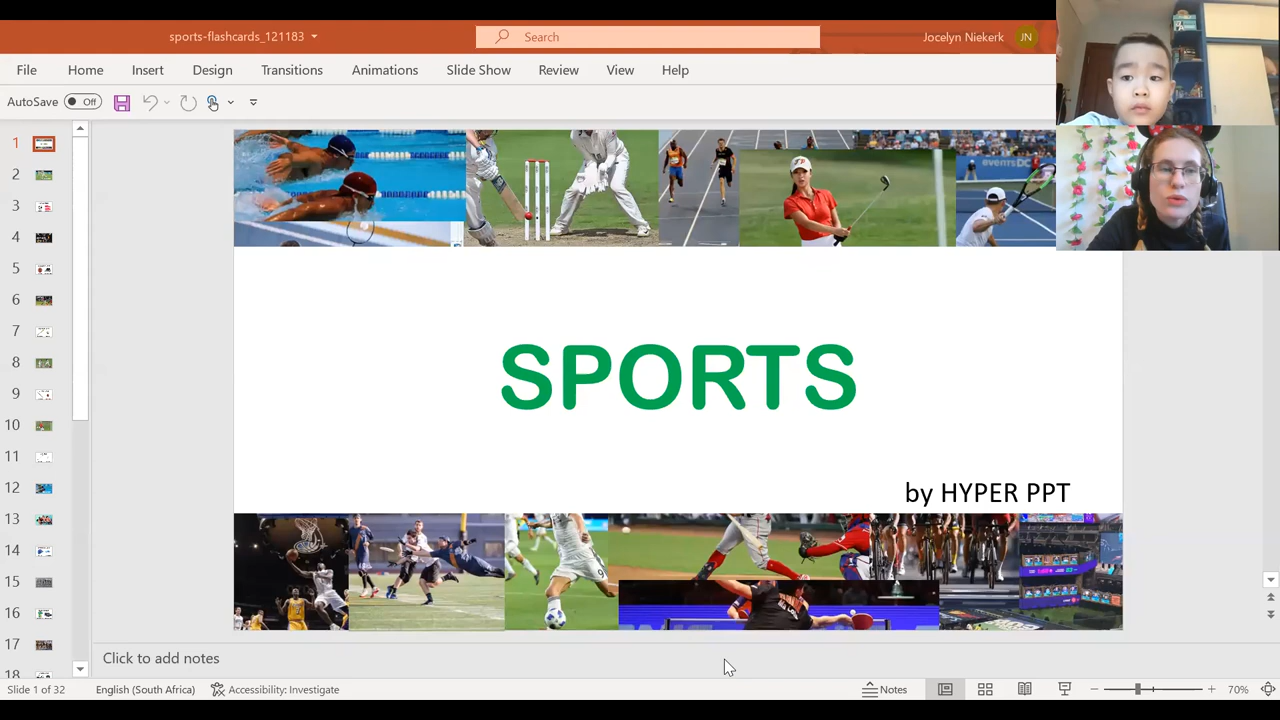 sports-flashcards_121183
Search
Jocelyn Niekerk
JN
File Home Insert Design Transitions Animations Slide Show Review View Help
AutoSave Off
1
2
3
4
5
6
7
8
9
10
11
12
13
14
15
16
17
18
events DC
SPORTS
by HYPER PPT
Click to add notes
Slide 1 of 32 English (South Africa) Accessibility: Investigate Notes 70%